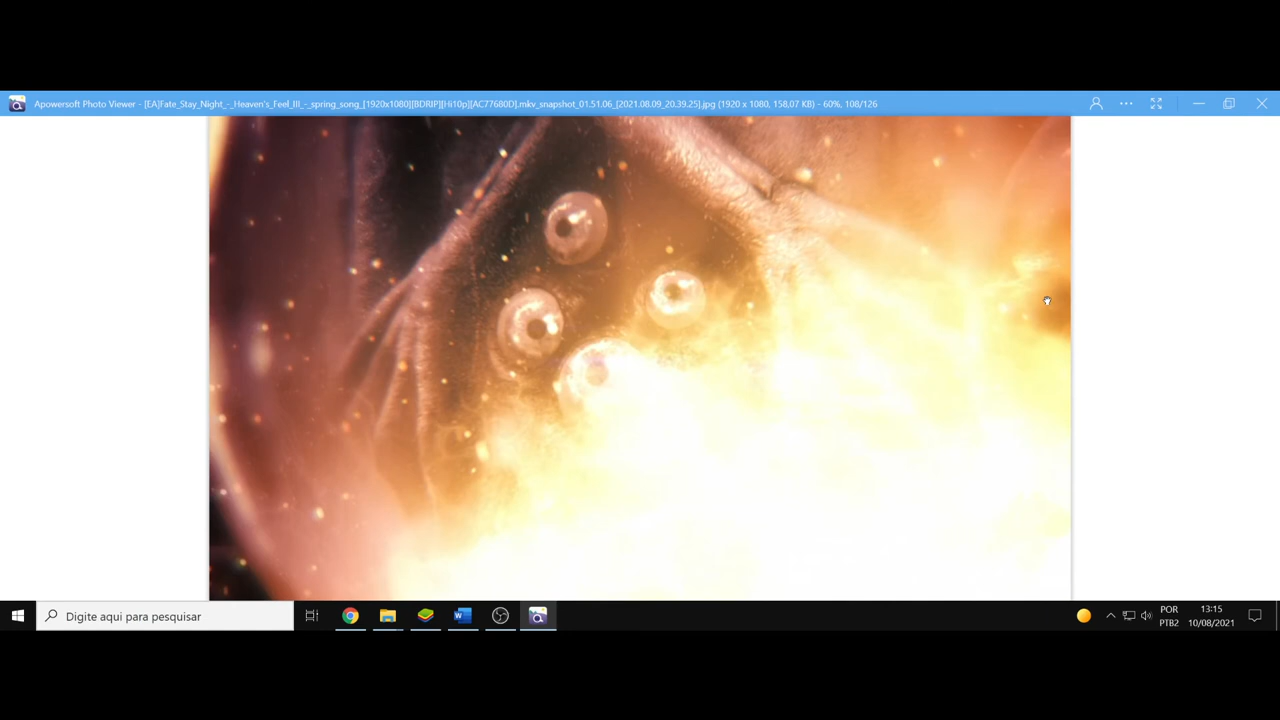 Apowersoft Photo Viewer - [EA]Fate_Stay_Night_-_Heaven's_Feel_III_-_spring_song_[1920x1080][BDRIP][Hi10p][AC77680D].mkv_snapshot_01.51.06_[2021.08.09_20.39.25].jpg (1920 x 1080, 158,07 KB) - 60%, 108/126
Digite aqui para pesquisar
POR
PTB2
13:15
10/08/2021